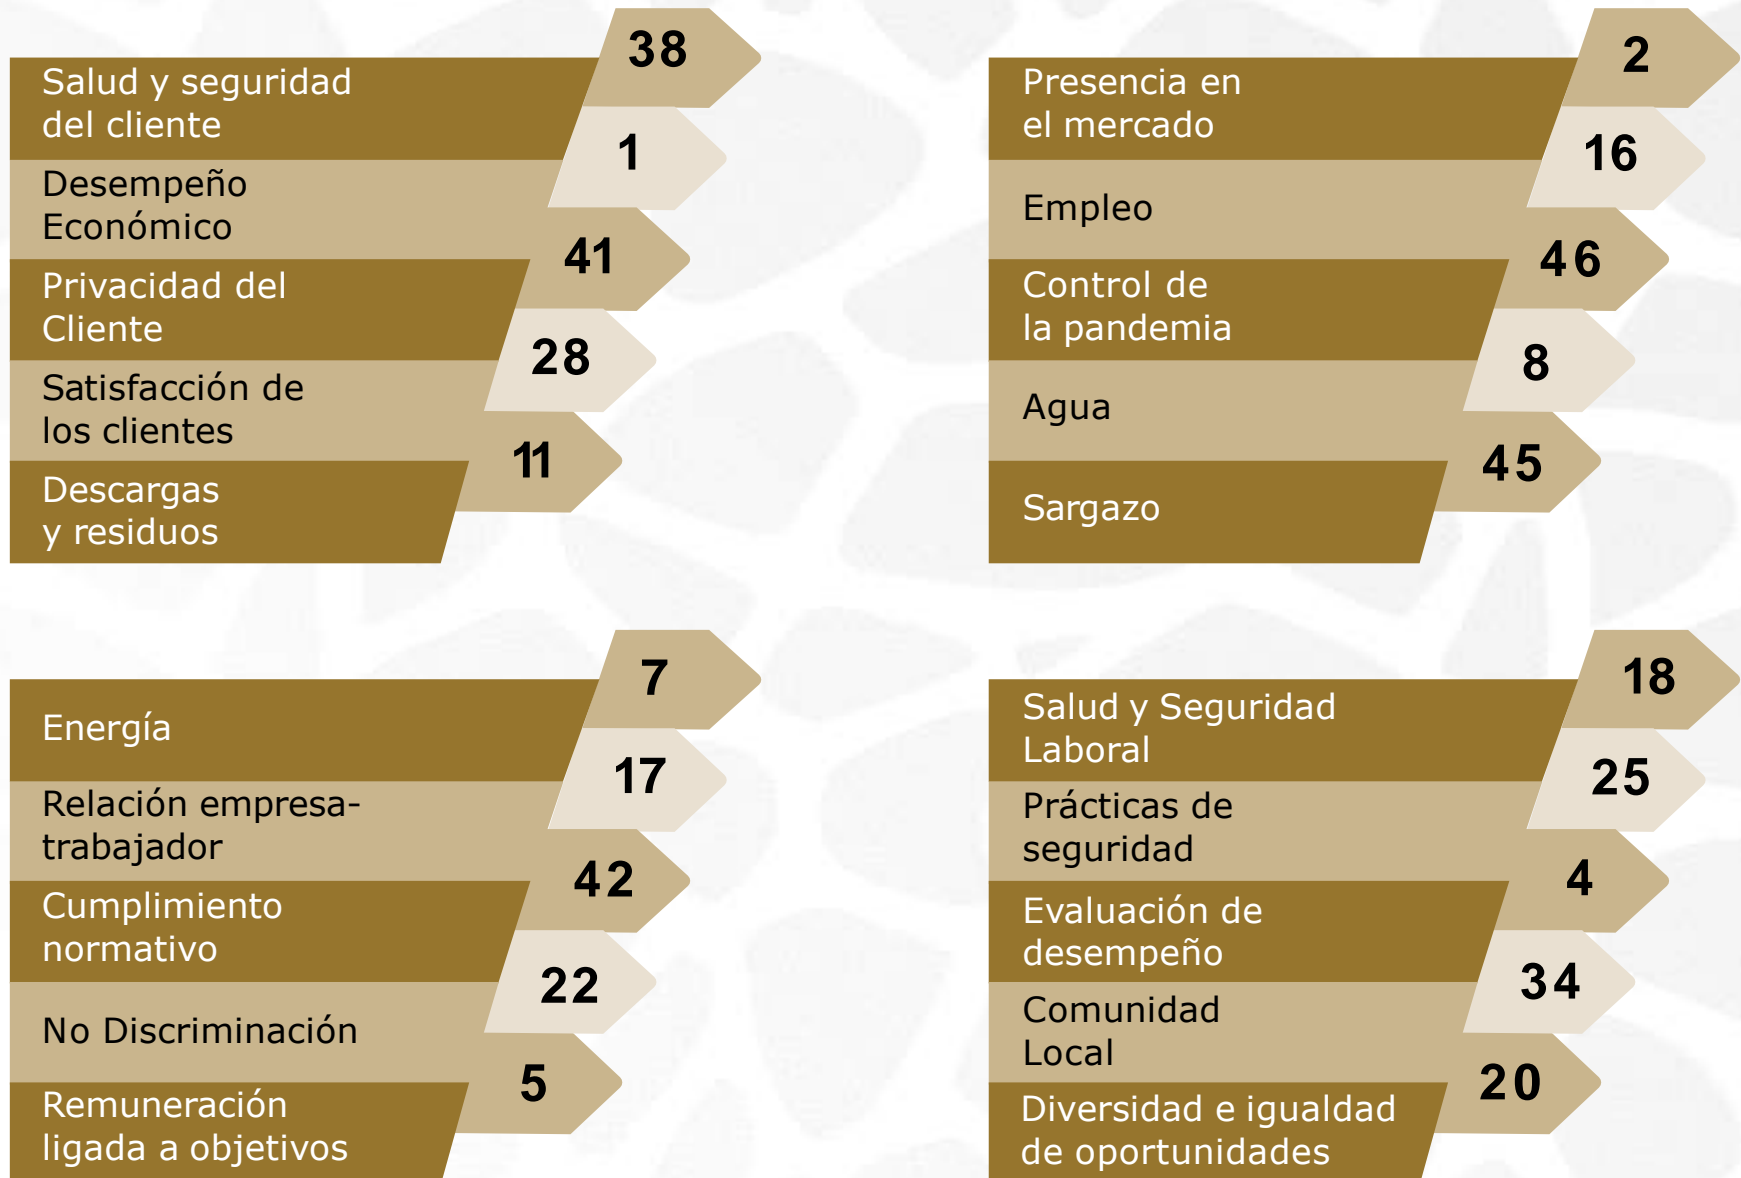 38
Salud y seguridad
del cliente
1
Desempeño
Económico
41
Privacidad del
Cliente
28
Satisfacción de
los clientes
11
Descargas
y residuos
2
Presencia en
el mercado
16
Empleo
46
Control de
la pandemia
8
Agua
45
Sargazo
7
Energía
17
Relación empresa-
trabajador
42
Cumplimiento
normativo
22
No Discriminación
5
Remuneración
ligada a objetivos
18
Salud y Seguridad
Laboral
25
Prácticas de
seguridad
4
Evaluación de
desempeño
34
Comunidad
Local
20
Diversidad e igualdad
de oportunidades